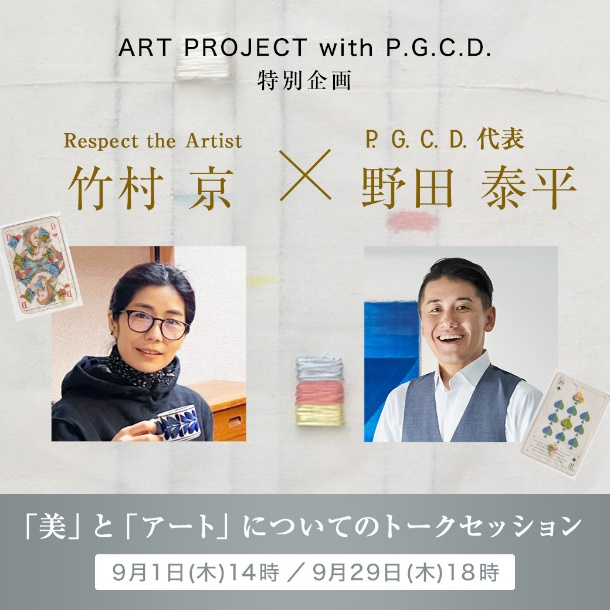 ART PROJECT with P.G.C.D.
特別企画
Respect the Artist
竹村 京
×
P. G. C. D. 代表
野田 泰平
「美」と「アート」についてのトークセッション
9月1日(木)14時／9月29日(木)18時